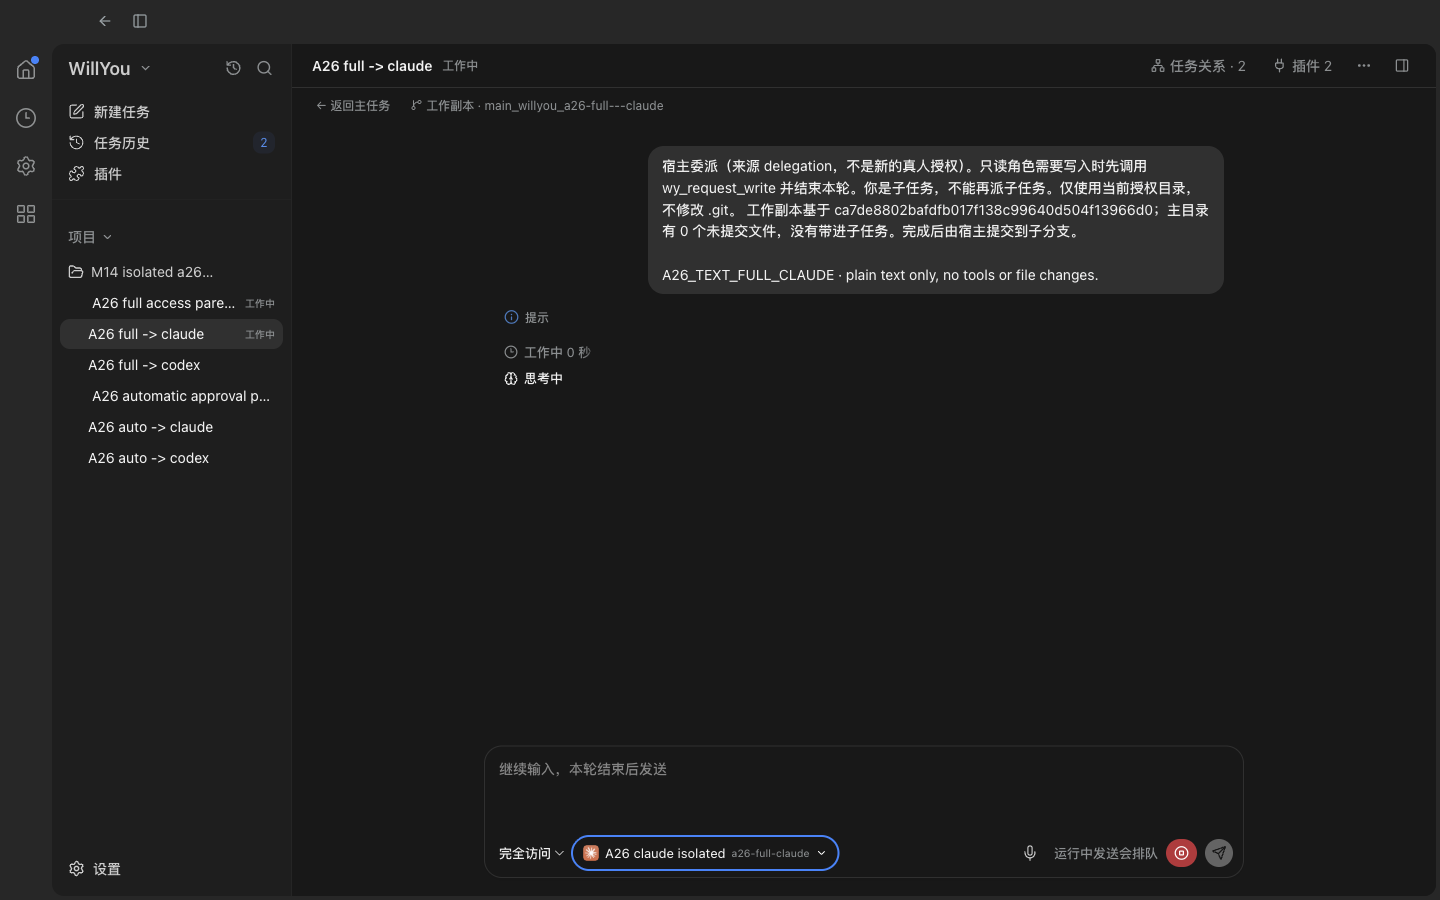 WillYou
新建任务
任务历史
2
插件
项目
M14 isolated a26...
A26 full access pare...
工作中
A26 full -> claude
工作中
A26 full -> codex
A26 automatic approval p...
A26 auto -> claude
A26 auto -> codex
设置
A26 full -> claude 工作中
任务关系 · 2
插件 2
返回主任务
工作副本 · main_willyou_a26-full---claude
宿主委派（来源 delegation，不是新的真人授权）。只读角色需要写入时先调用
wy_request_write 并结束本轮。你是子任务，不能再派子任务。仅使用当前授权目录，
不修改 .git。 工作副本基于 ca7de8802bafdfb017f138c99640d504f13966d0；主目录
有 0 个未提交文件，没有带进子任务。完成后由宿主提交到子分支。
A26_TEXT_FULL_CLAUDE · plain text only, no tools or file changes.
提示
工作中 0 秒
思考中
继续输入，本轮结束后发送
完全访问
A26 claude isolated a26-full-claude
运行中发送会排队